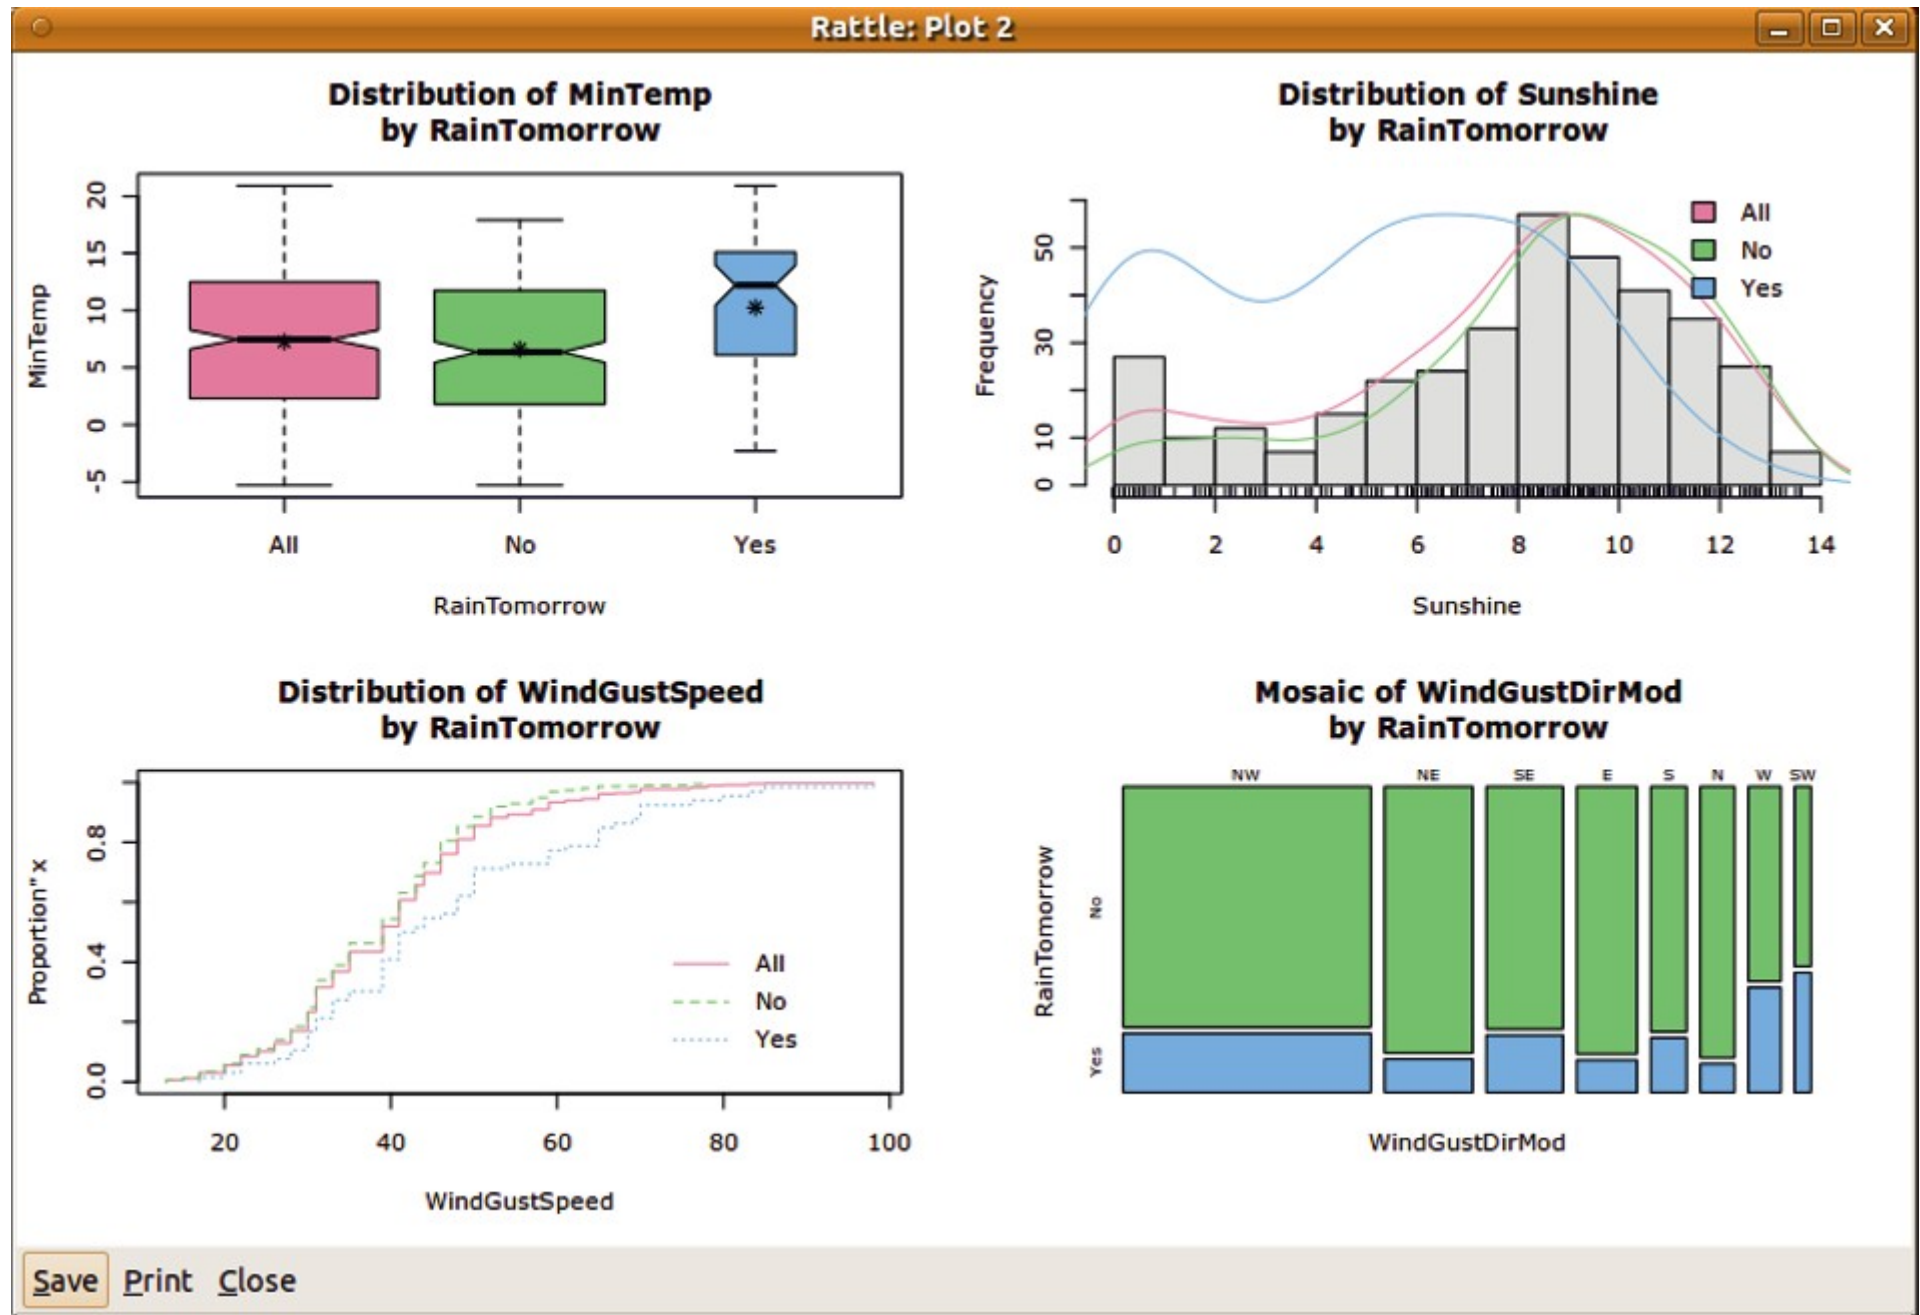 Rattle: Plot 2
Distribution of MinTemp
by RainTomorrow
MinTemp
20
15
10
5
0
-5
All
No
Yes
RainTomorrow
Distribution of Sunshine
by RainTomorrow
Frequency
50
30
10
0
All
No
Yes
0 2 4 6 8 10 12 14
Sunshine
Distribution of WindGustSpeed
by RainTomorrow
Proportion" x
0.8
0.4
0.0
All
No
Yes
20 40 60 80 100
WindGustSpeed
Mosaic of WindGustDirMod
by RainTomorrow
NW NE SE E S N W SW
RainTomorrow
No
Yes
WindGustDirMod
Save Print Close